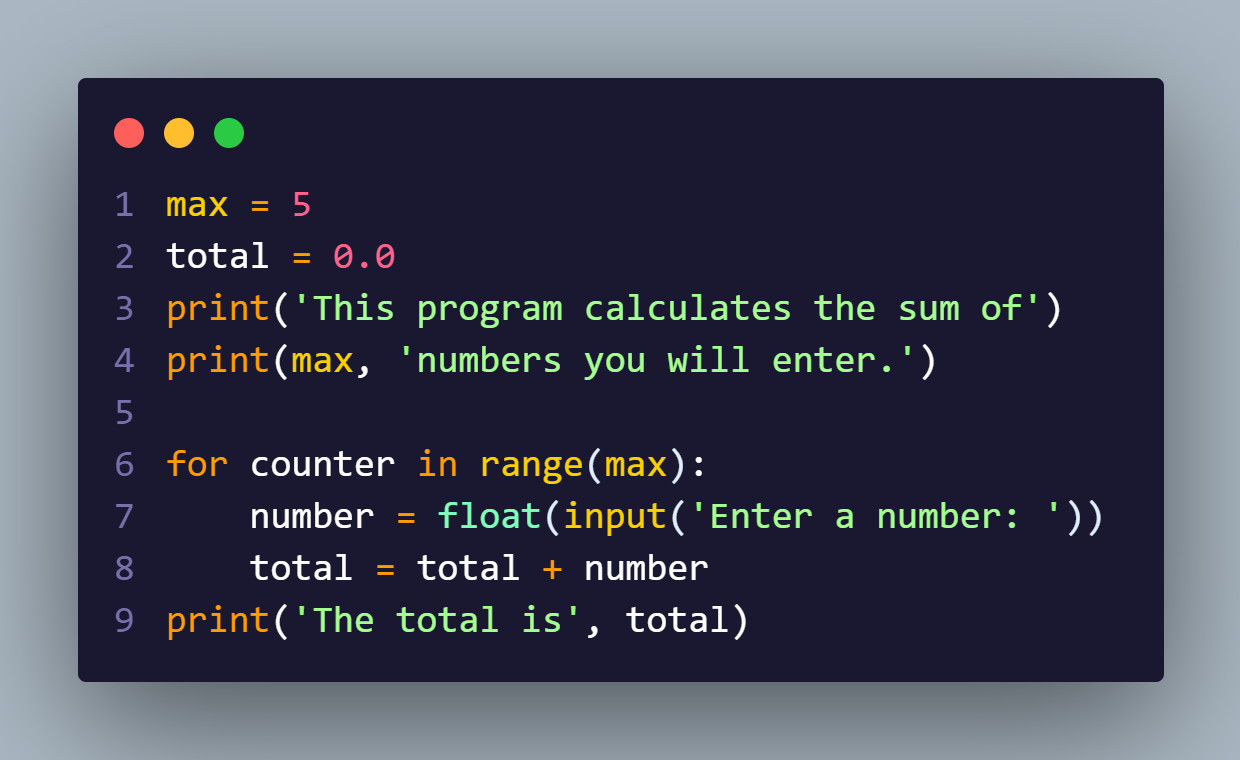 1 max = 5
2 total = 0.0
3 print('This program calculates the sum of')
4 print(max, 'numbers you will enter.')
5
6 for counter in range(max):
7     number = float(input('Enter a number: '))
8     total = total + number
9 print('The total is', total)